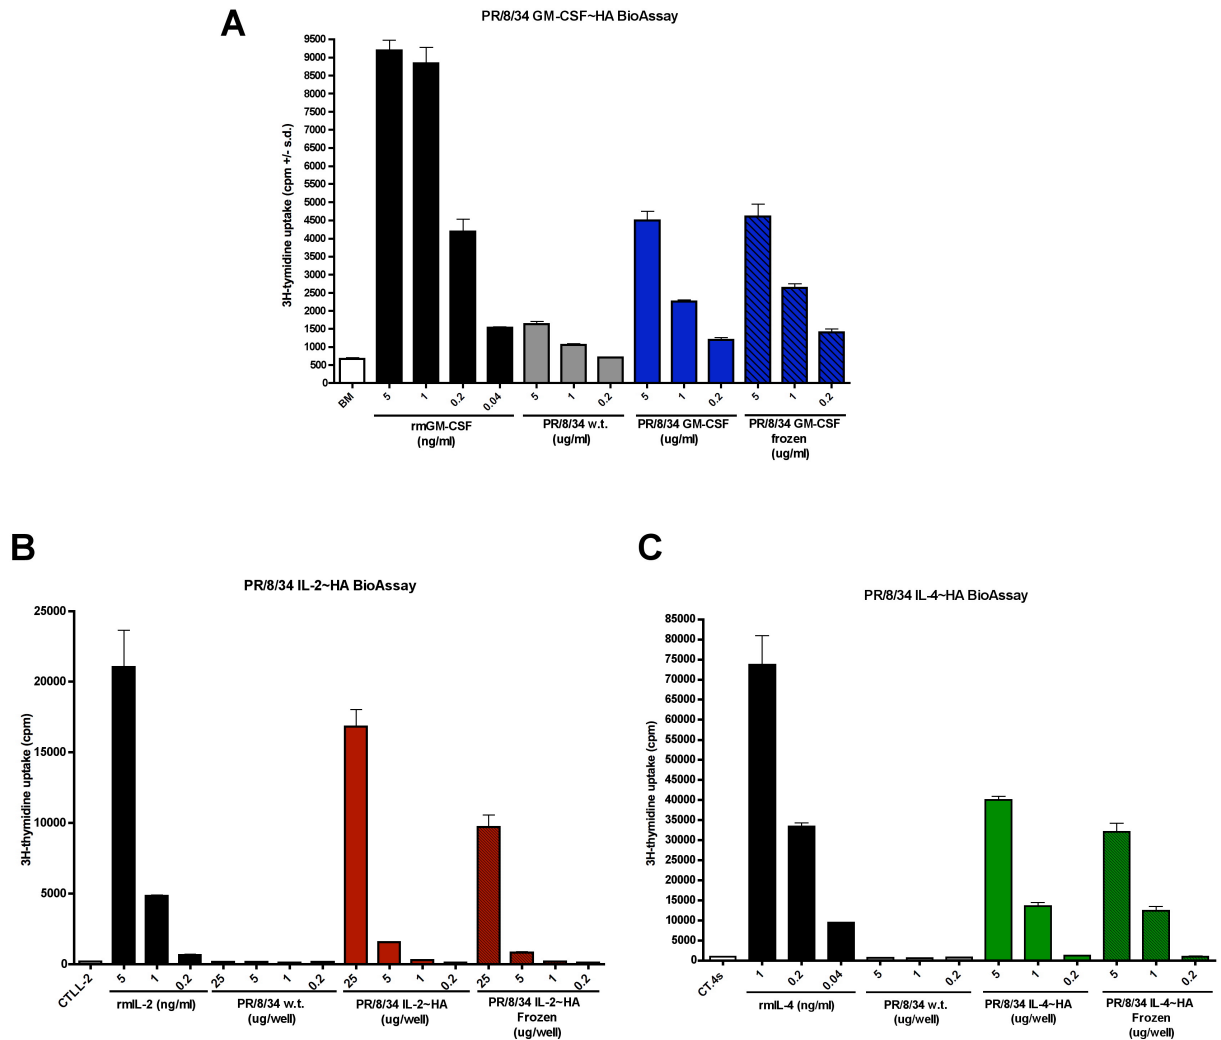 A
PR/8/34 GM-CSF~HA BioAssay
3H-tymidine uptake (cpm +/- s.d.)
9500
9000
8500
8000
7500
7000
6500
6000
5500
5000
4500
4000
3500
3000
2500
2000
1500
1000
500
0
BM 5 1 0.2 0.04 5 1 0.2 5 1 0.2 5 1 0.2
rmGM-CSF PR/8/34 w.t. PR/8/34 GM-CSF PR/8/34 GM-CSF
(ng/ml) (ug/ml) (ug/ml) frozen
(ug/ml)
B
PR/8/34 IL-2~HA BioAssay
3H-thymidine uptake (cpm)
25000
20000
15000
10000
5000
0
CTLL-2 5 1 0.2 25 5 1 0.2 25 5 1 0.2 25 5 1 0.2
rmIL-2 (ng/ml) PR/8/34 w.t. PR/8/34 IL-2~HA PR/8/34 IL-2~HA
(ug/well) (ug/well) Frozen
(ug/well)
C
PR/8/34 IL-4~HA BioAssay
3H-thymidine uptake (cpm)
85000
80000
75000
70000
65000
60000
55000
50000
45000
40000
35000
30000
25000
20000
15000
10000
5000
0
CT.4s 1 0.2 0.04 5 1 0.2 5 1 0.2 5 1 0.2
rmIL-4 (ng/ml) PR/8/34 w.t. PR/8/34 IL-4~HA PR/8/34 IL-4~HA
(ug/well) (ug/well) Frozen
(ug/well)